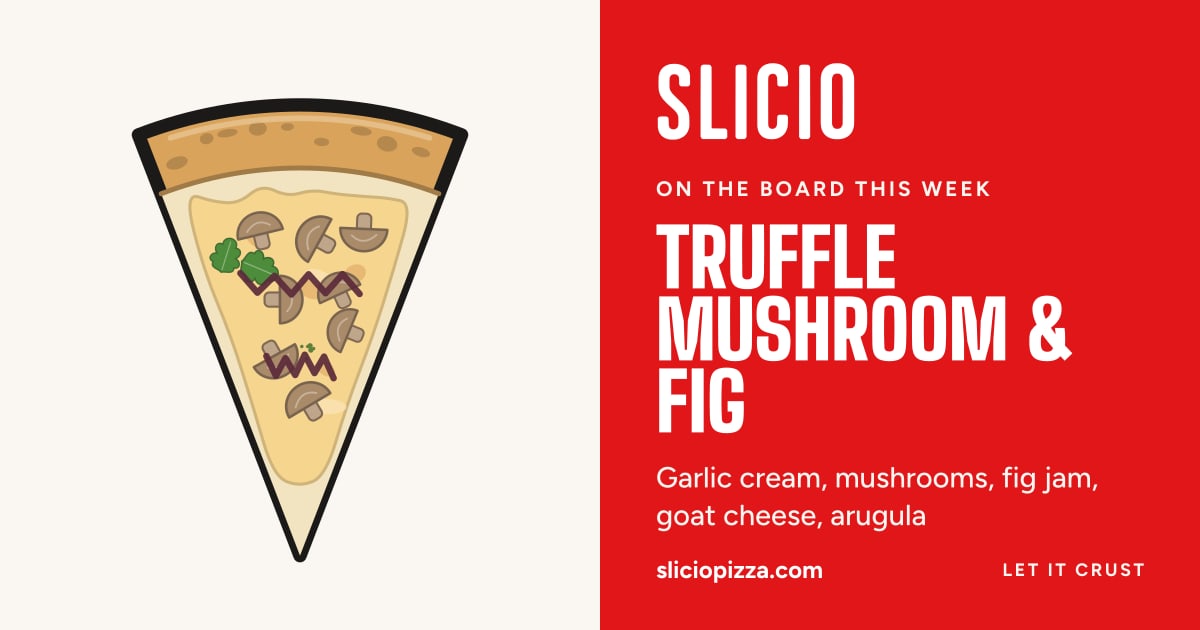 SLICIO
ON THE BOARD THIS WEEK
TRUFFLE
MUSHROOM &
FIG
Garlic cream, mushrooms, fig jam,
goat cheese, arugula
sliciopizza.com
LET IT CRUST